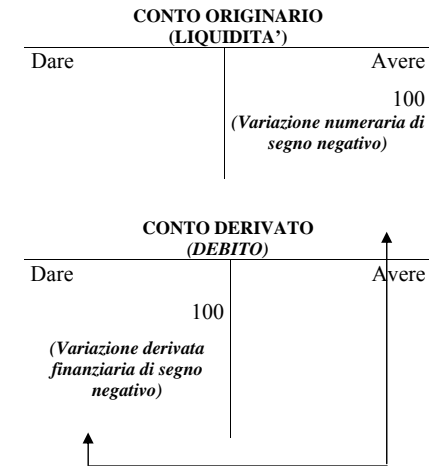 CONTO ORIGINARIO
(LIQUIDITA’)
Dare Avere
100
(Variazione numeraria di
segno negativo)
CONTO DERIVATO
(DEBITO)
Dare Avere
100
(Variazione derivata
finanziaria di segno
negativo)